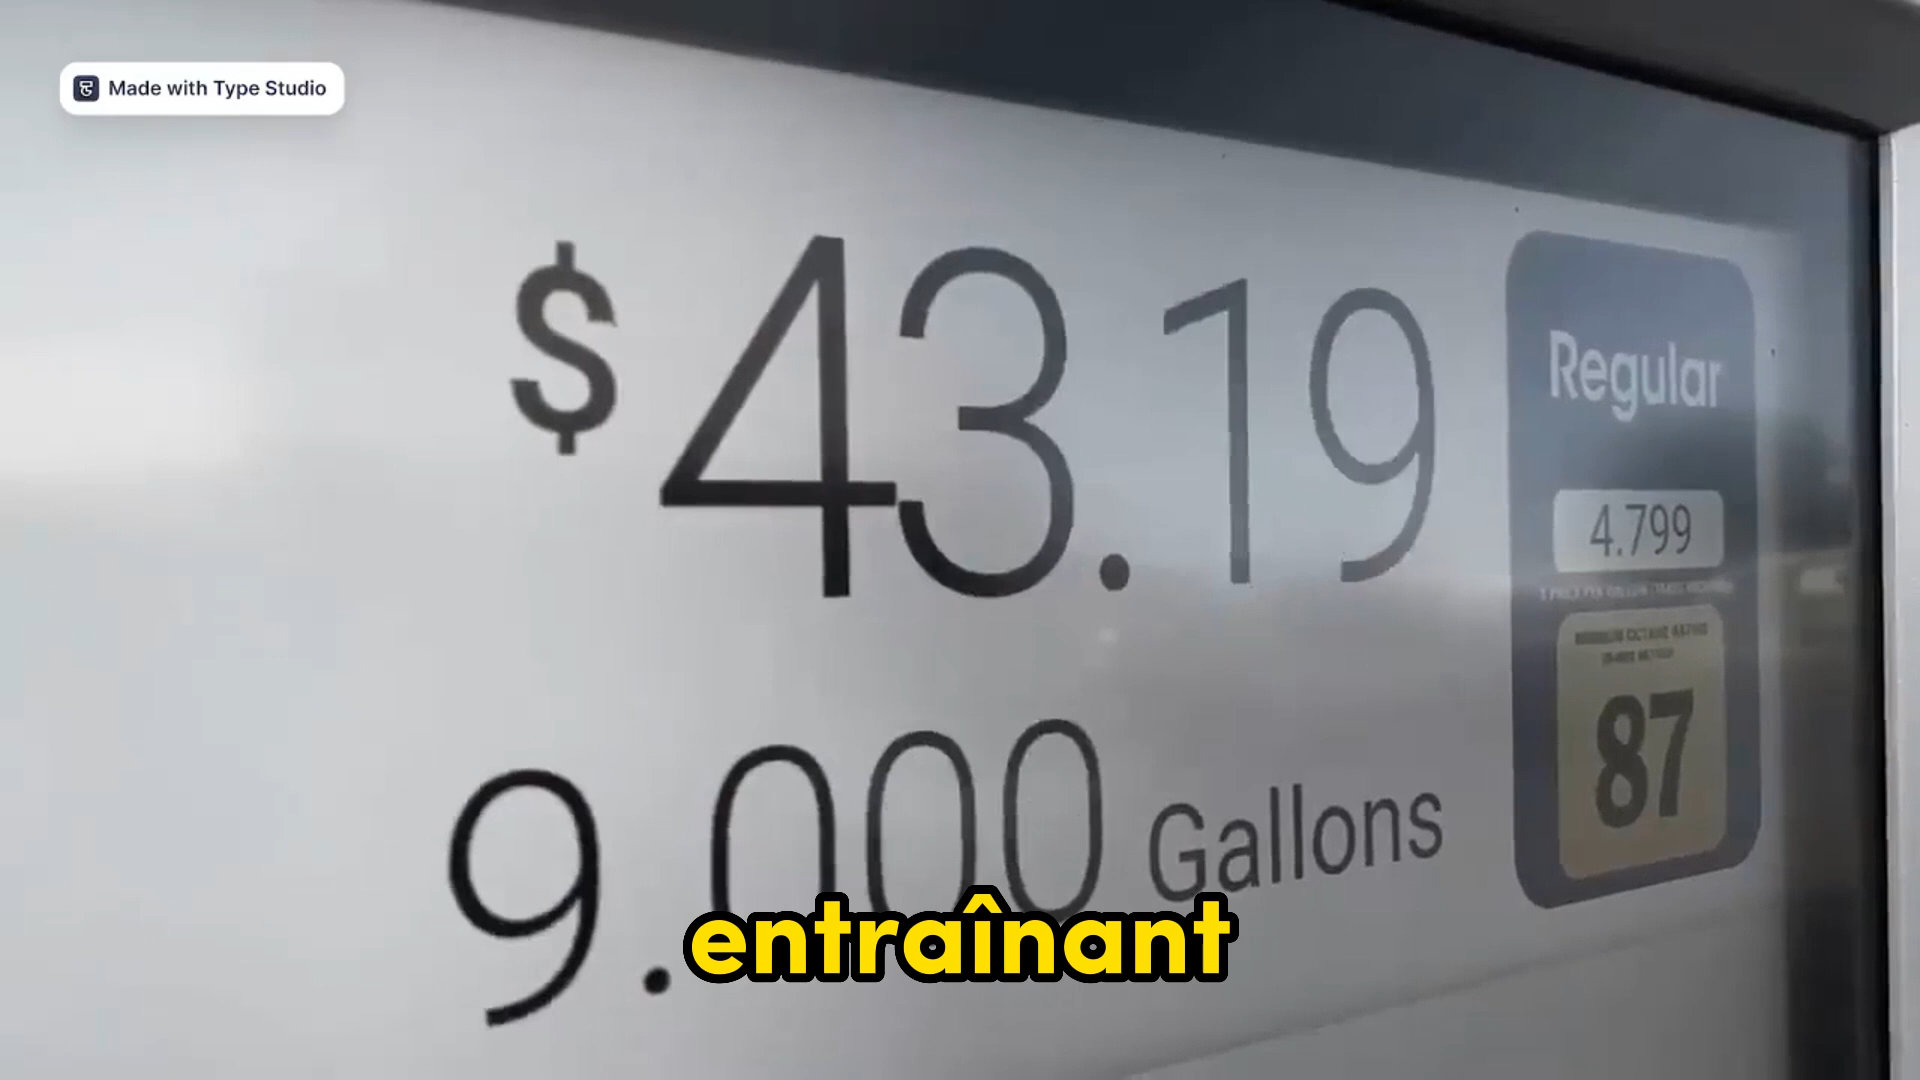 Made with Type Studio
$43.19
Regular
4.799
87
9.000 Gallons
entraînant